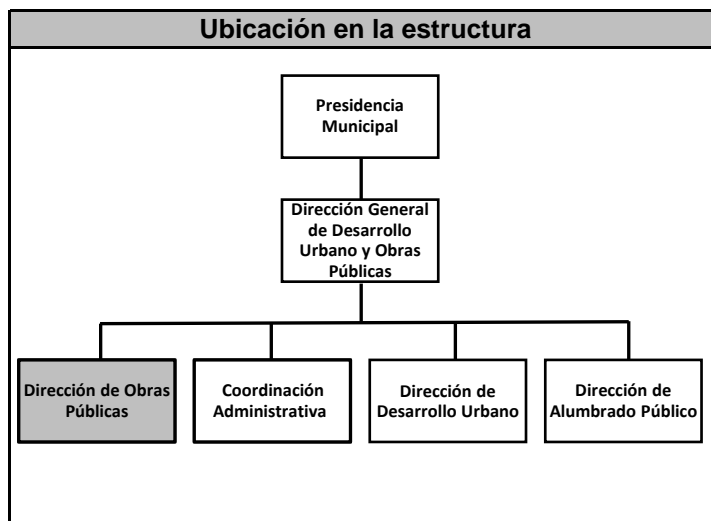 Ubicación en la estructura
Presidencia
Municipal
Dirección General
de Desarrollo
Urbano y Obras
Públicas
Dirección de Obras
Públicas
Coordinación
Administrativa
Dirección de
Desarrollo Urbano
Dirección de
Alumbrado Público